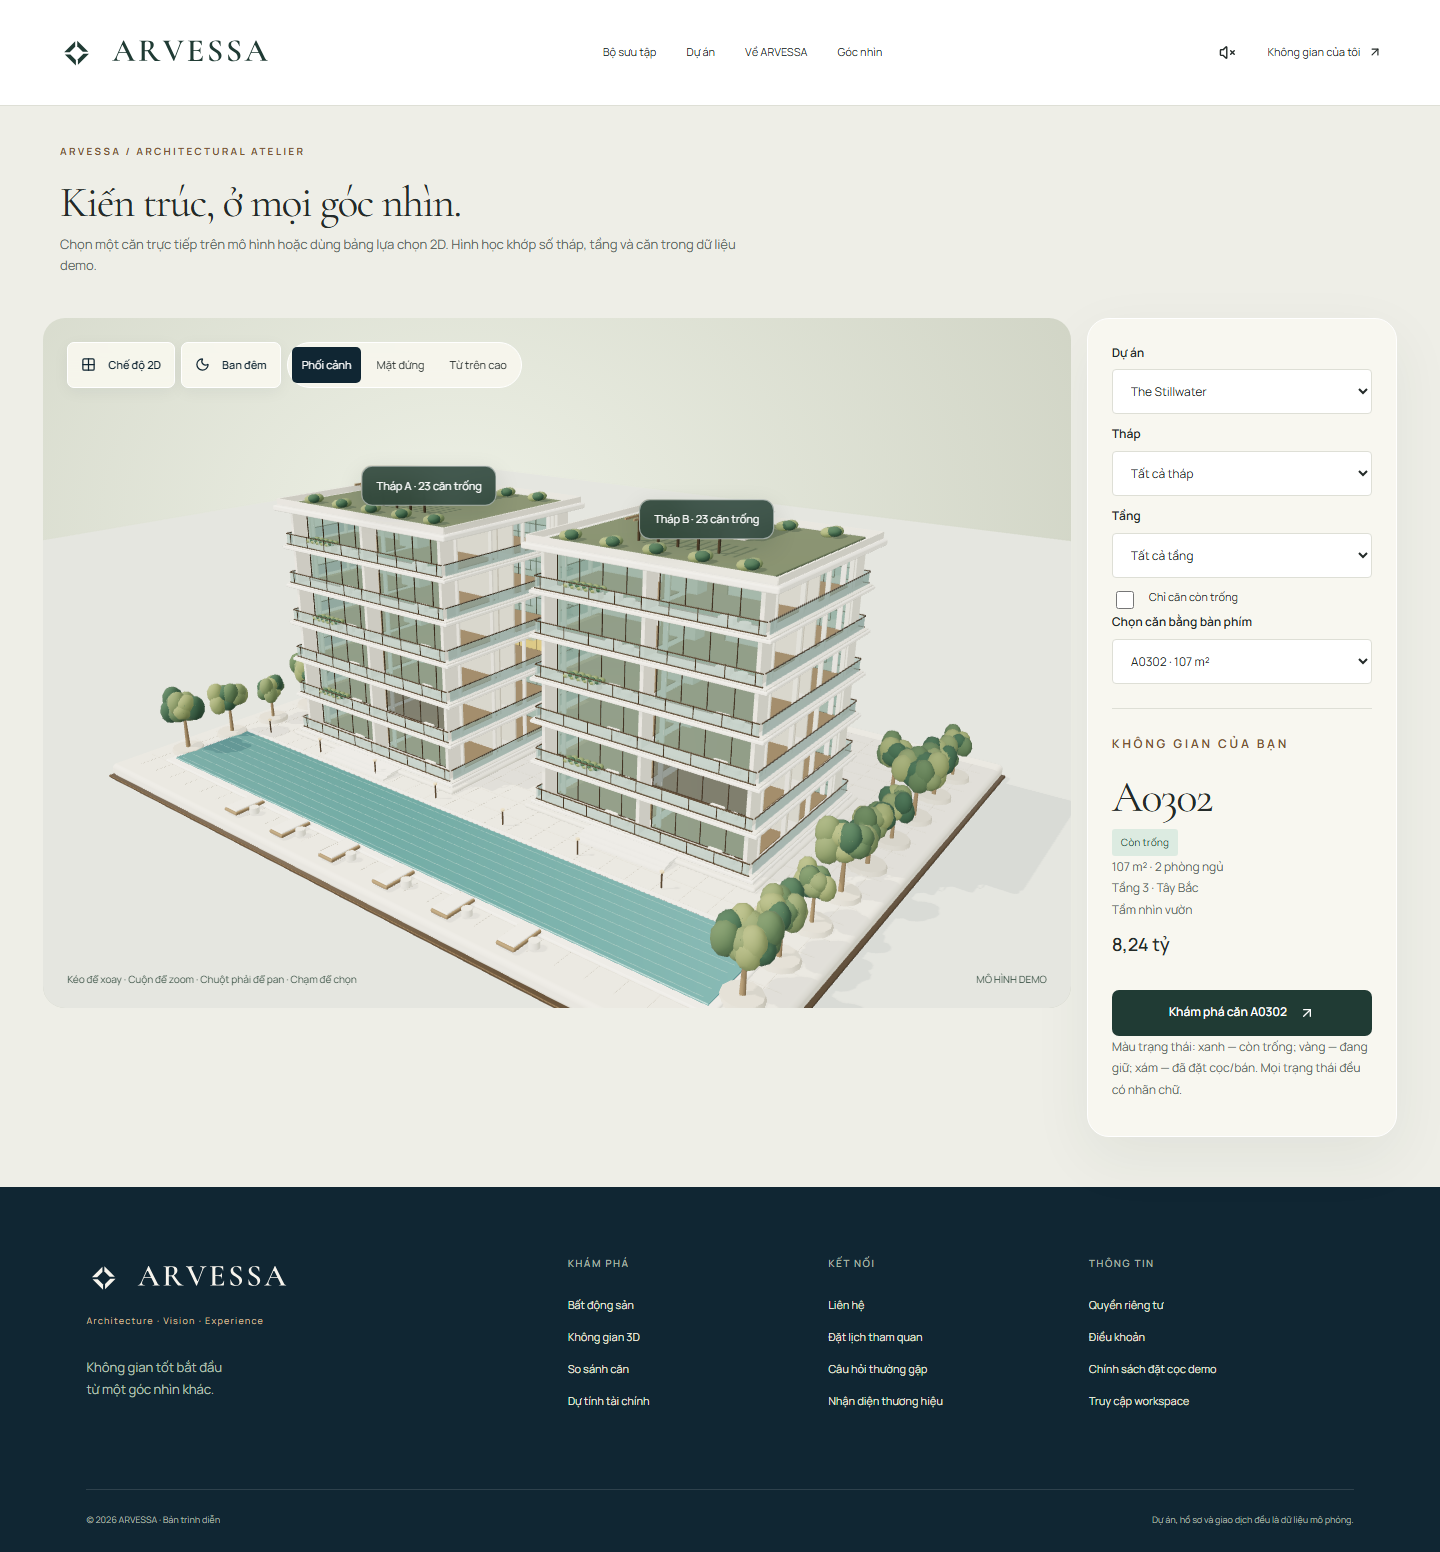 ARVESSA
Bộ sưu tập
Dự án
Về ARVESSA
Góc nhìn
Không gian của tôi
ARVESSA / ARCHITECTURAL ATELIER
Kiến trúc, ở mọi góc nhìn.
Chọn một căn trực tiếp trên mô hình hoặc dùng bảng lựa chọn 2D. Hình học khớp số tháp, tầng và căn trong dữ liệu
demo.
Chế độ 2D
Ban đêm
Phối cảnh
Mặt đứng
Từ trên cao
Tháp A · 23 căn trống
Tháp B · 23 căn trống
Kéo để xoay · Cuộn để zoom · Chuột phải để pan · Chạm để chọn
MÔ HÌNH DEMO
Dự án
The Stillwater
Tháp
Tất cả tháp
Tầng
Tất cả tầng
Chỉ căn còn trống
Chọn căn bằng bàn phím
A0302 · 107 m²
KHÔNG GIAN CỦA BẠN
A0302
Còn trống
107 m² · 2 phòng ngủ
Tầng 3 · Tây Bắc
Tầm nhìn vườn
8,24 tỷ
Khám phá căn A0302
Màu trạng thái: xanh — còn trống; vàng — đang
giữ; xám — đã đặt cọc/bán. Mọi trạng thái đều
có nhãn chữ.
ARVESSA
Architecture · Vision · Experience
Không gian tốt bắt đầu
từ một góc nhìn khác.
KHÁM PHÁ
Bất động sản
Không gian 3D
So sánh căn
Dự tính tài chính
KẾT NỐI
Liên hệ
Đặt lịch tham quan
Câu hỏi thường gặp
Nhận diện thương hiệu
THÔNG TIN
Quyền riêng tư
Điều khoản
Chính sách đặt cọc demo
Truy cập workspace
© 2026 ARVESSA · Bản trình diễn
Dự án, hồ sơ và giao dịch đều là dữ liệu mô phỏng.